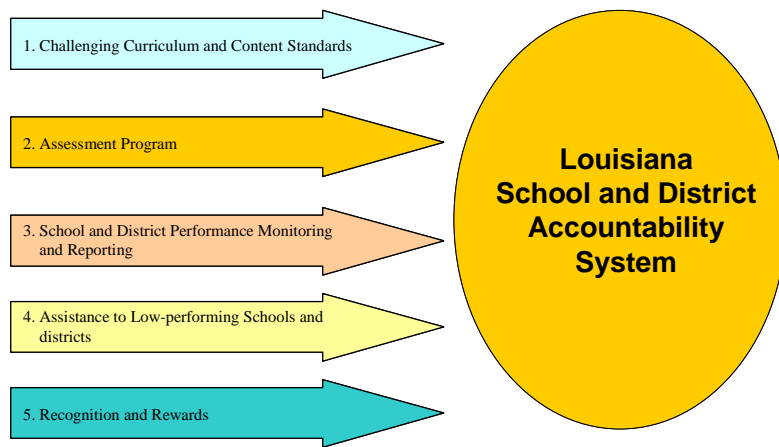 1. Challenging Curriculum and Content Standards
2. Assessment Program
3. School and District Performance Monitoring
and Reporting
4. Assistance to Low-performing Schools and
districts
5. Recognition and Rewards
Louisiana
School and District
Accountability
System